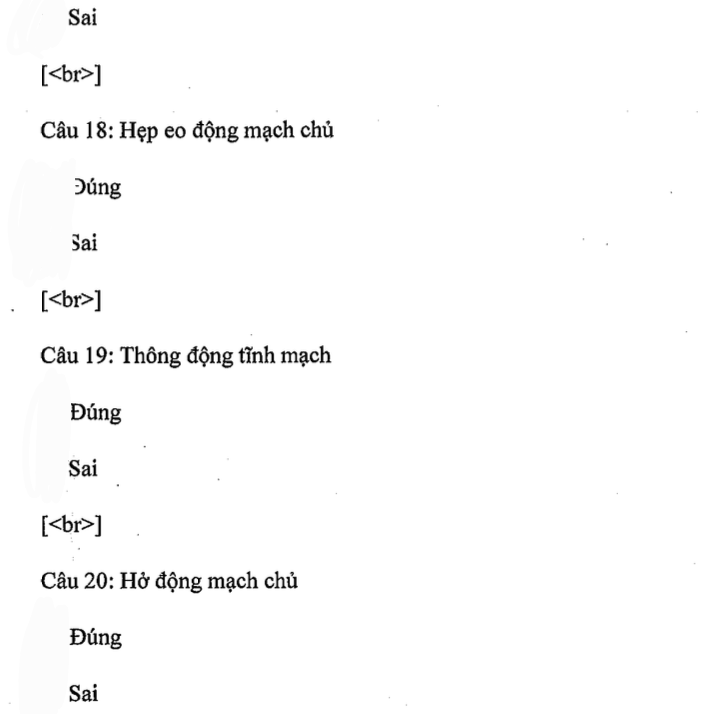 Sai
[<br>]
Câu 18: Hẹp eo động mạch chủ
Đúng
Sai
[<br>]
Câu 19: Thông động tĩnh mạch
Đúng
Sai
[<br>]
Câu 20: Hở động mạch chủ
Đúng
Sai